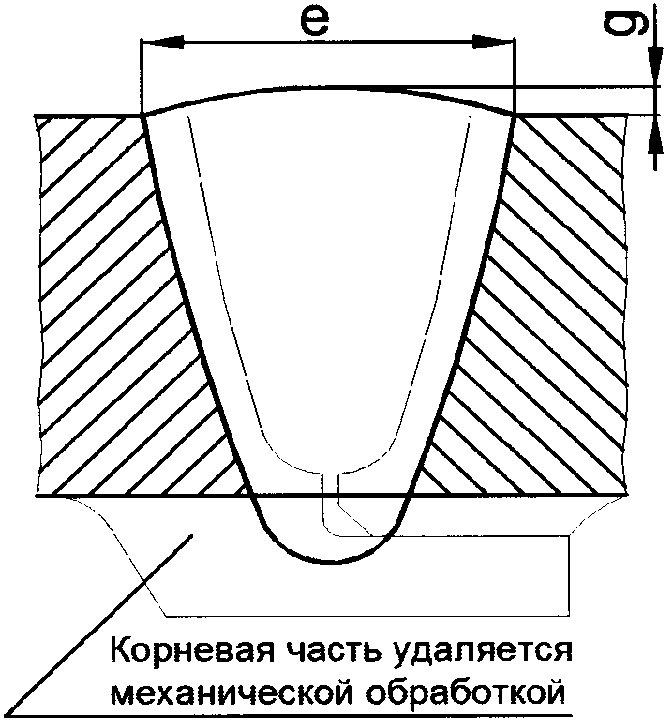 e
g
Корневая часть удаляется
механической обработкой